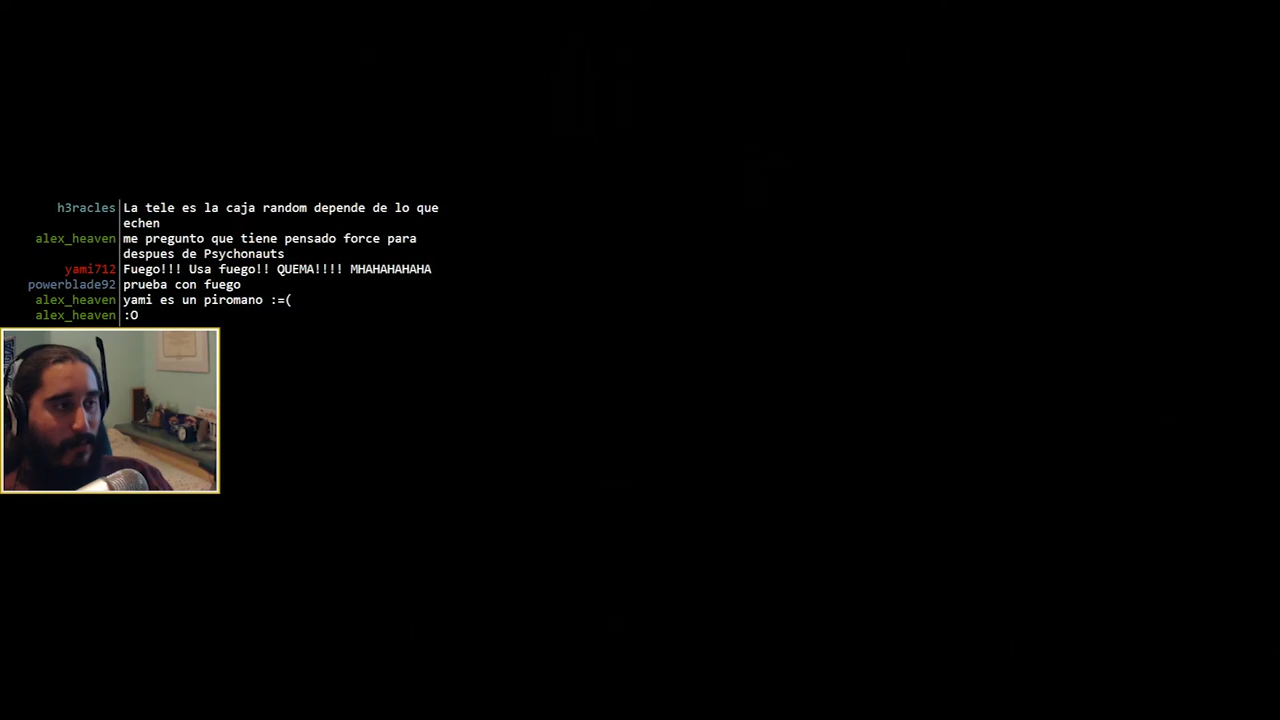 h3racles La tele es la caja random depende de lo que
echen
alex_heaven me pregunto que tiene pensado force para
despues de Psychonauts
yami712 Fuego!!! Usa fuego!! QUEMA!!!! MHAHAHAHAHA
powerblade92 prueba con fuego
alex_heaven yami es un piromano :=(
alex_heaven :O